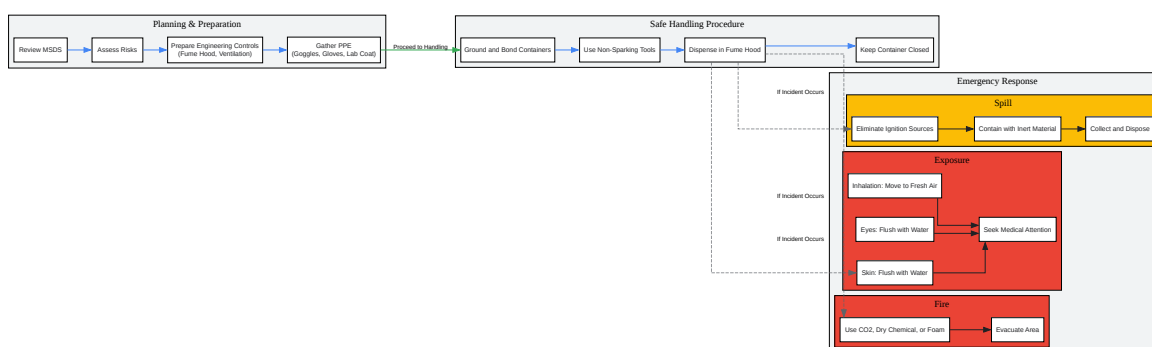 Planning & Preparation
Review MSDS
Assess Risks
Prepare Engineering Controls
(Fume Hood, Ventilation)
Gather PPE
(Goggles, Gloves, Lab Coat)
Proceed to Handling
Safe Handling Procedure
Ground and Bond Containers
Use Non-Sparking Tools
Dispense in Fume Hood
Keep Container Closed
Emergency Response
If Incident Occurs
Spill
Eliminate Ignition Sources
Contain with Inert Material
Collect and Dispose
Exposure
Inhalation: Move to Fresh Air
If Incident Occurs
Eyes: Flush with Water
Seek Medical Attention
If Incident Occurs
Skin: Flush with Water
Fire
Use CO2, Dry Chemical, or Foam
Evacuate Area